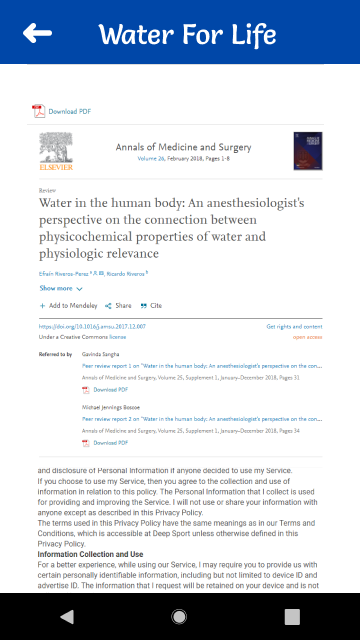 Water For Life
Download PDF
ELSEVIER
Annals of Medicine and Surgery
Volume 26, February 2018, Pages 1-8
Review
Water in the human body: An anesthesiologist's
perspective on the connection between
physicochemical properties of water and
physiologic relevance
Efraín Riveros-Perez, Ricardo Riveros
Show more
+ Add to Mendeley Share Cite
https://doi.org/10.1016/j.amsu.2017.12.007 Get rights and content
Under a Creative Commons license open access
Referred to by Gavinda Sangha
Peer review report 1 on "Water in the human body: An anesthesiologist's perspective on the con...
Annals of Medicine and Surgery, Volume 25, Supplement 1, January–December 2018, Pages 31
Download PDF
Michael Jennings Boscoe
Peer review report 2 on "Water in the human body: An anesthesiologist's perspective on the con...
Annals of Medicine and Surgery, Volume 25, Supplement 1, January–December 2018, Pages 34
Download PDF
and disclosure of Personal Information if anyone decided to use my Service.
If you choose to use my Service, then you agree to the collection and use of
information in relation to this policy. The Personal Information that I collect is used
for providing and improving the Service. I will not use or share your information with
anyone except as described in this Privacy Policy.
The terms used in this Privacy Policy have the same meanings as in our Terms and
Conditions, which is accessible at Deep Sport unless otherwise defined in this
Privacy Policy.
Information Collection and Use
For a better experience, while using our Service, I may require you to provide us with
certain personally identifiable information, including but not limited to device ID and
advertise ID. The information that I request will be retained on your device and is not